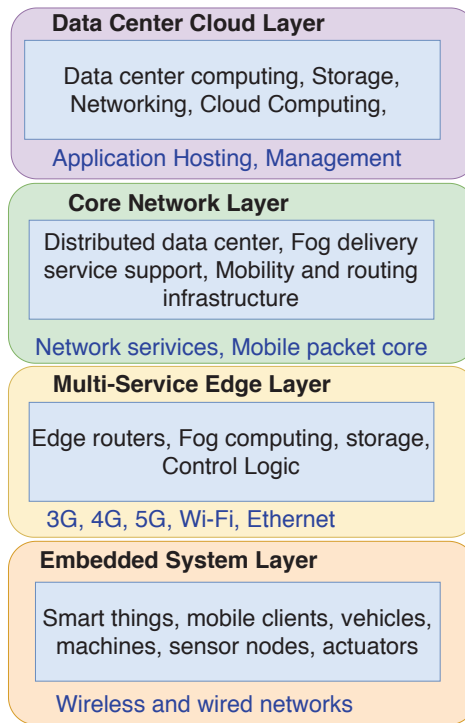 Data Center Cloud Layer
Data center computing, Storage,
Networking, Cloud Computing,
Application Hosting, Management
Core Network Layer
Distributed data center, Fog delivery
service support, Mobility and routing
infrastructure
Network serivices, Mobile packet core
Multi-Service Edge Layer
Edge routers, Fog computing, storage,
Control Logic
3G, 4G, 5G, Wi-Fi, Ethernet
Embedded System Layer
Smart things, mobile clients, vehicles,
machines, sensor nodes, actuators
Wireless and wired networks